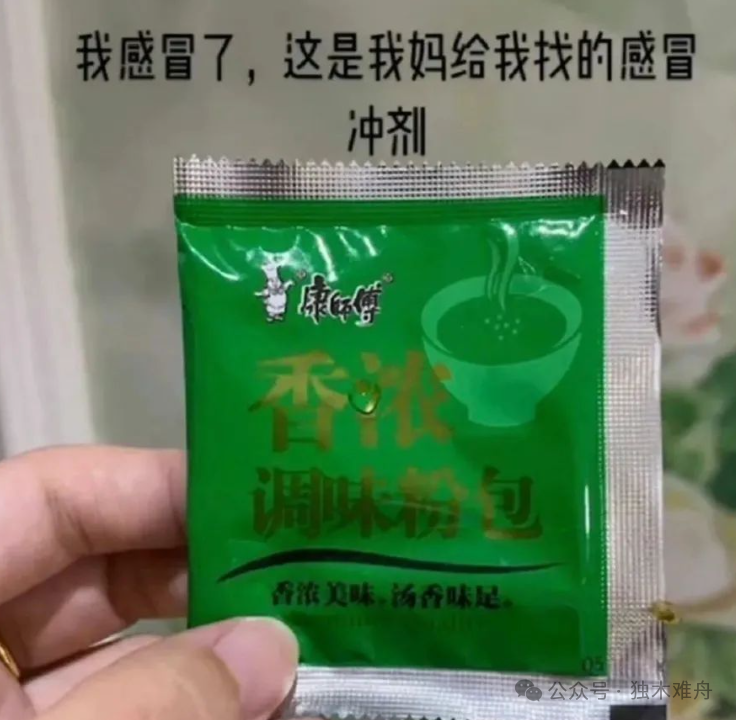 我感冒了，这是我妈给我找的感冒
冲剂
康師傅
香浓
调味粉包
香浓美味。汤香味足。
05
公众号 · 独木难舟